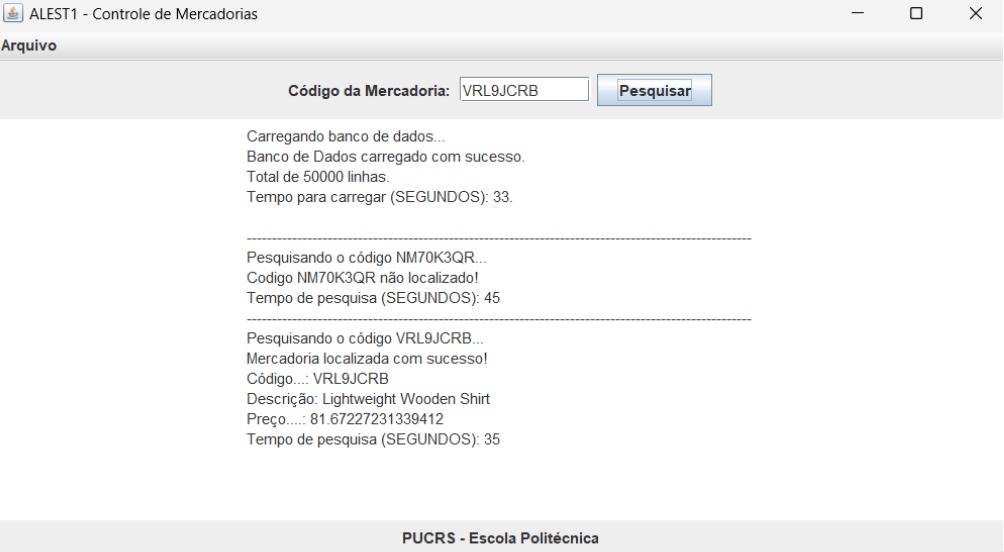 ALEST1 - Controle de Mercadorias
Arquivo
Código da Mercadoria: VRL9JCRB Pesquisar
Carregando banco de dados...
Banco de Dados carregado com sucesso.
Total de 50000 linhas.
Tempo para carregar (SEGUNDOS): 33.
----------------------------------------------------------------------------------------------------
Pesquisando o código NM70K3QR...
Codigo NM70K3QR não localizado!
Tempo de pesquisa (SEGUNDOS): 45
----------------------------------------------------------------------------------------------------
Pesquisando o código VRL9JCRB...
Mercadoria localizada com sucesso!
Código...: VRL9JCRB
Descrição: Lightweight Wooden Shirt
Preço....: 81.67227231339412
Tempo de pesquisa (SEGUNDOS): 35
PUCRS - Escola Politécnica